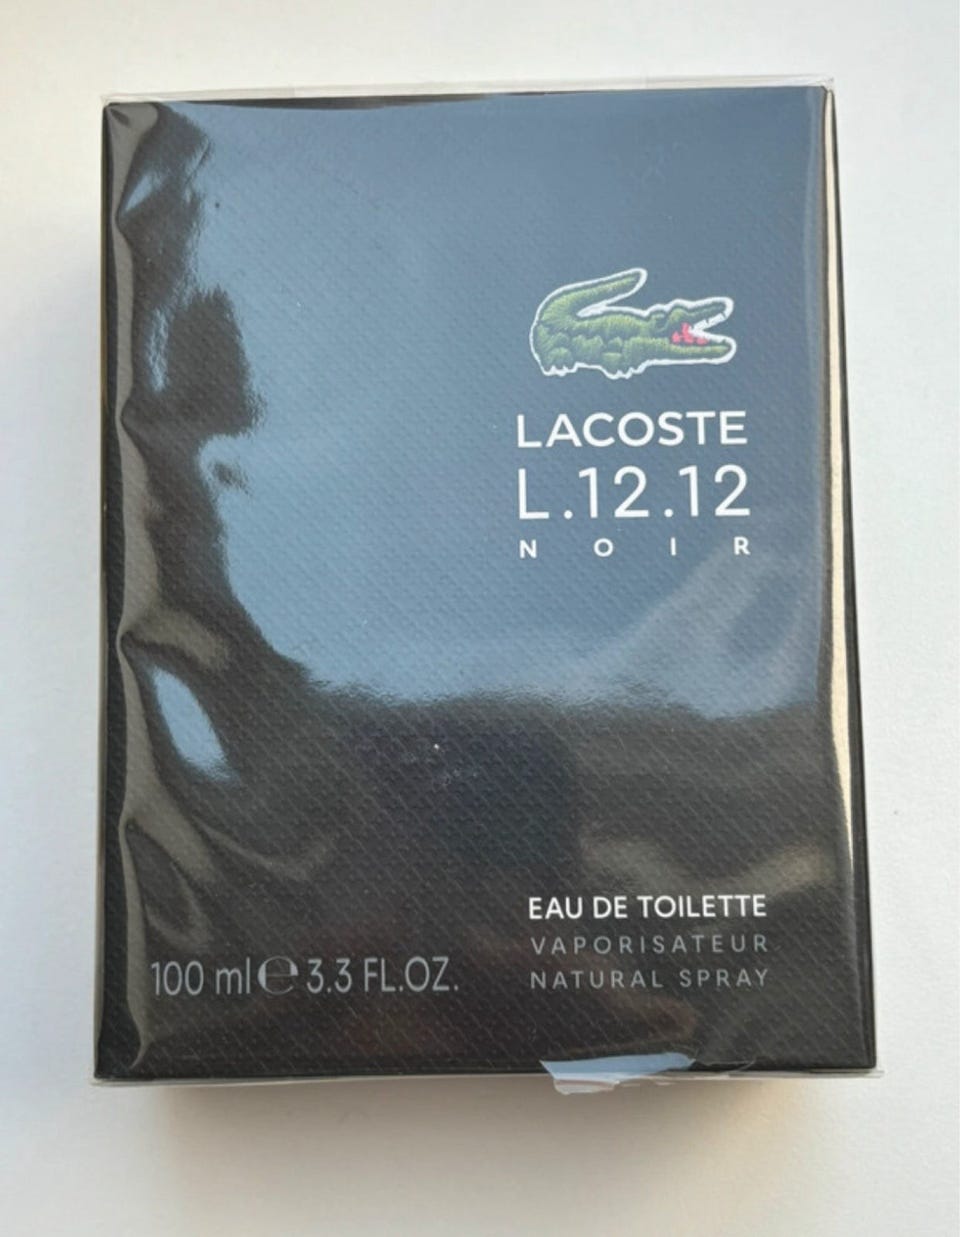 LACOSTE
L.12.12
NOIR
EAU DE TOILETTE
VAPORISATEUR
NATURAL SPRAY
100 ml ℮ 3.3 FL.OZ.